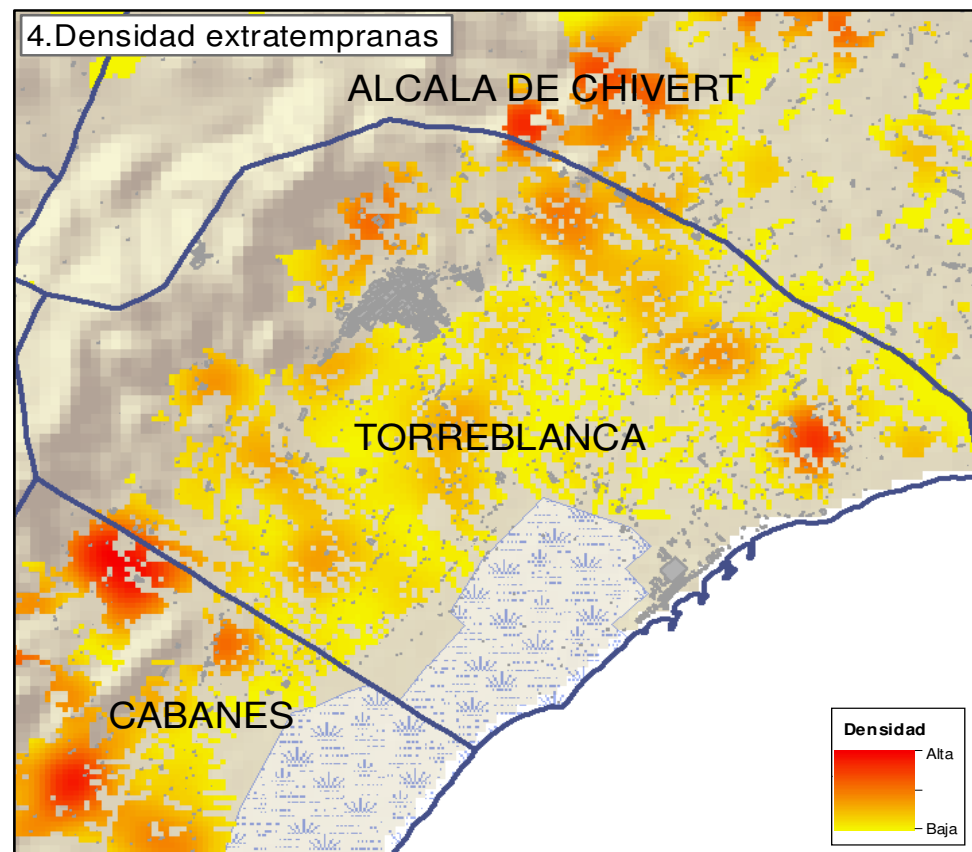 4.Densidad extratempranas
ALCALA DE CHIVERT
TORREBLANCA
CABANES
Densidad
Alta
Baja